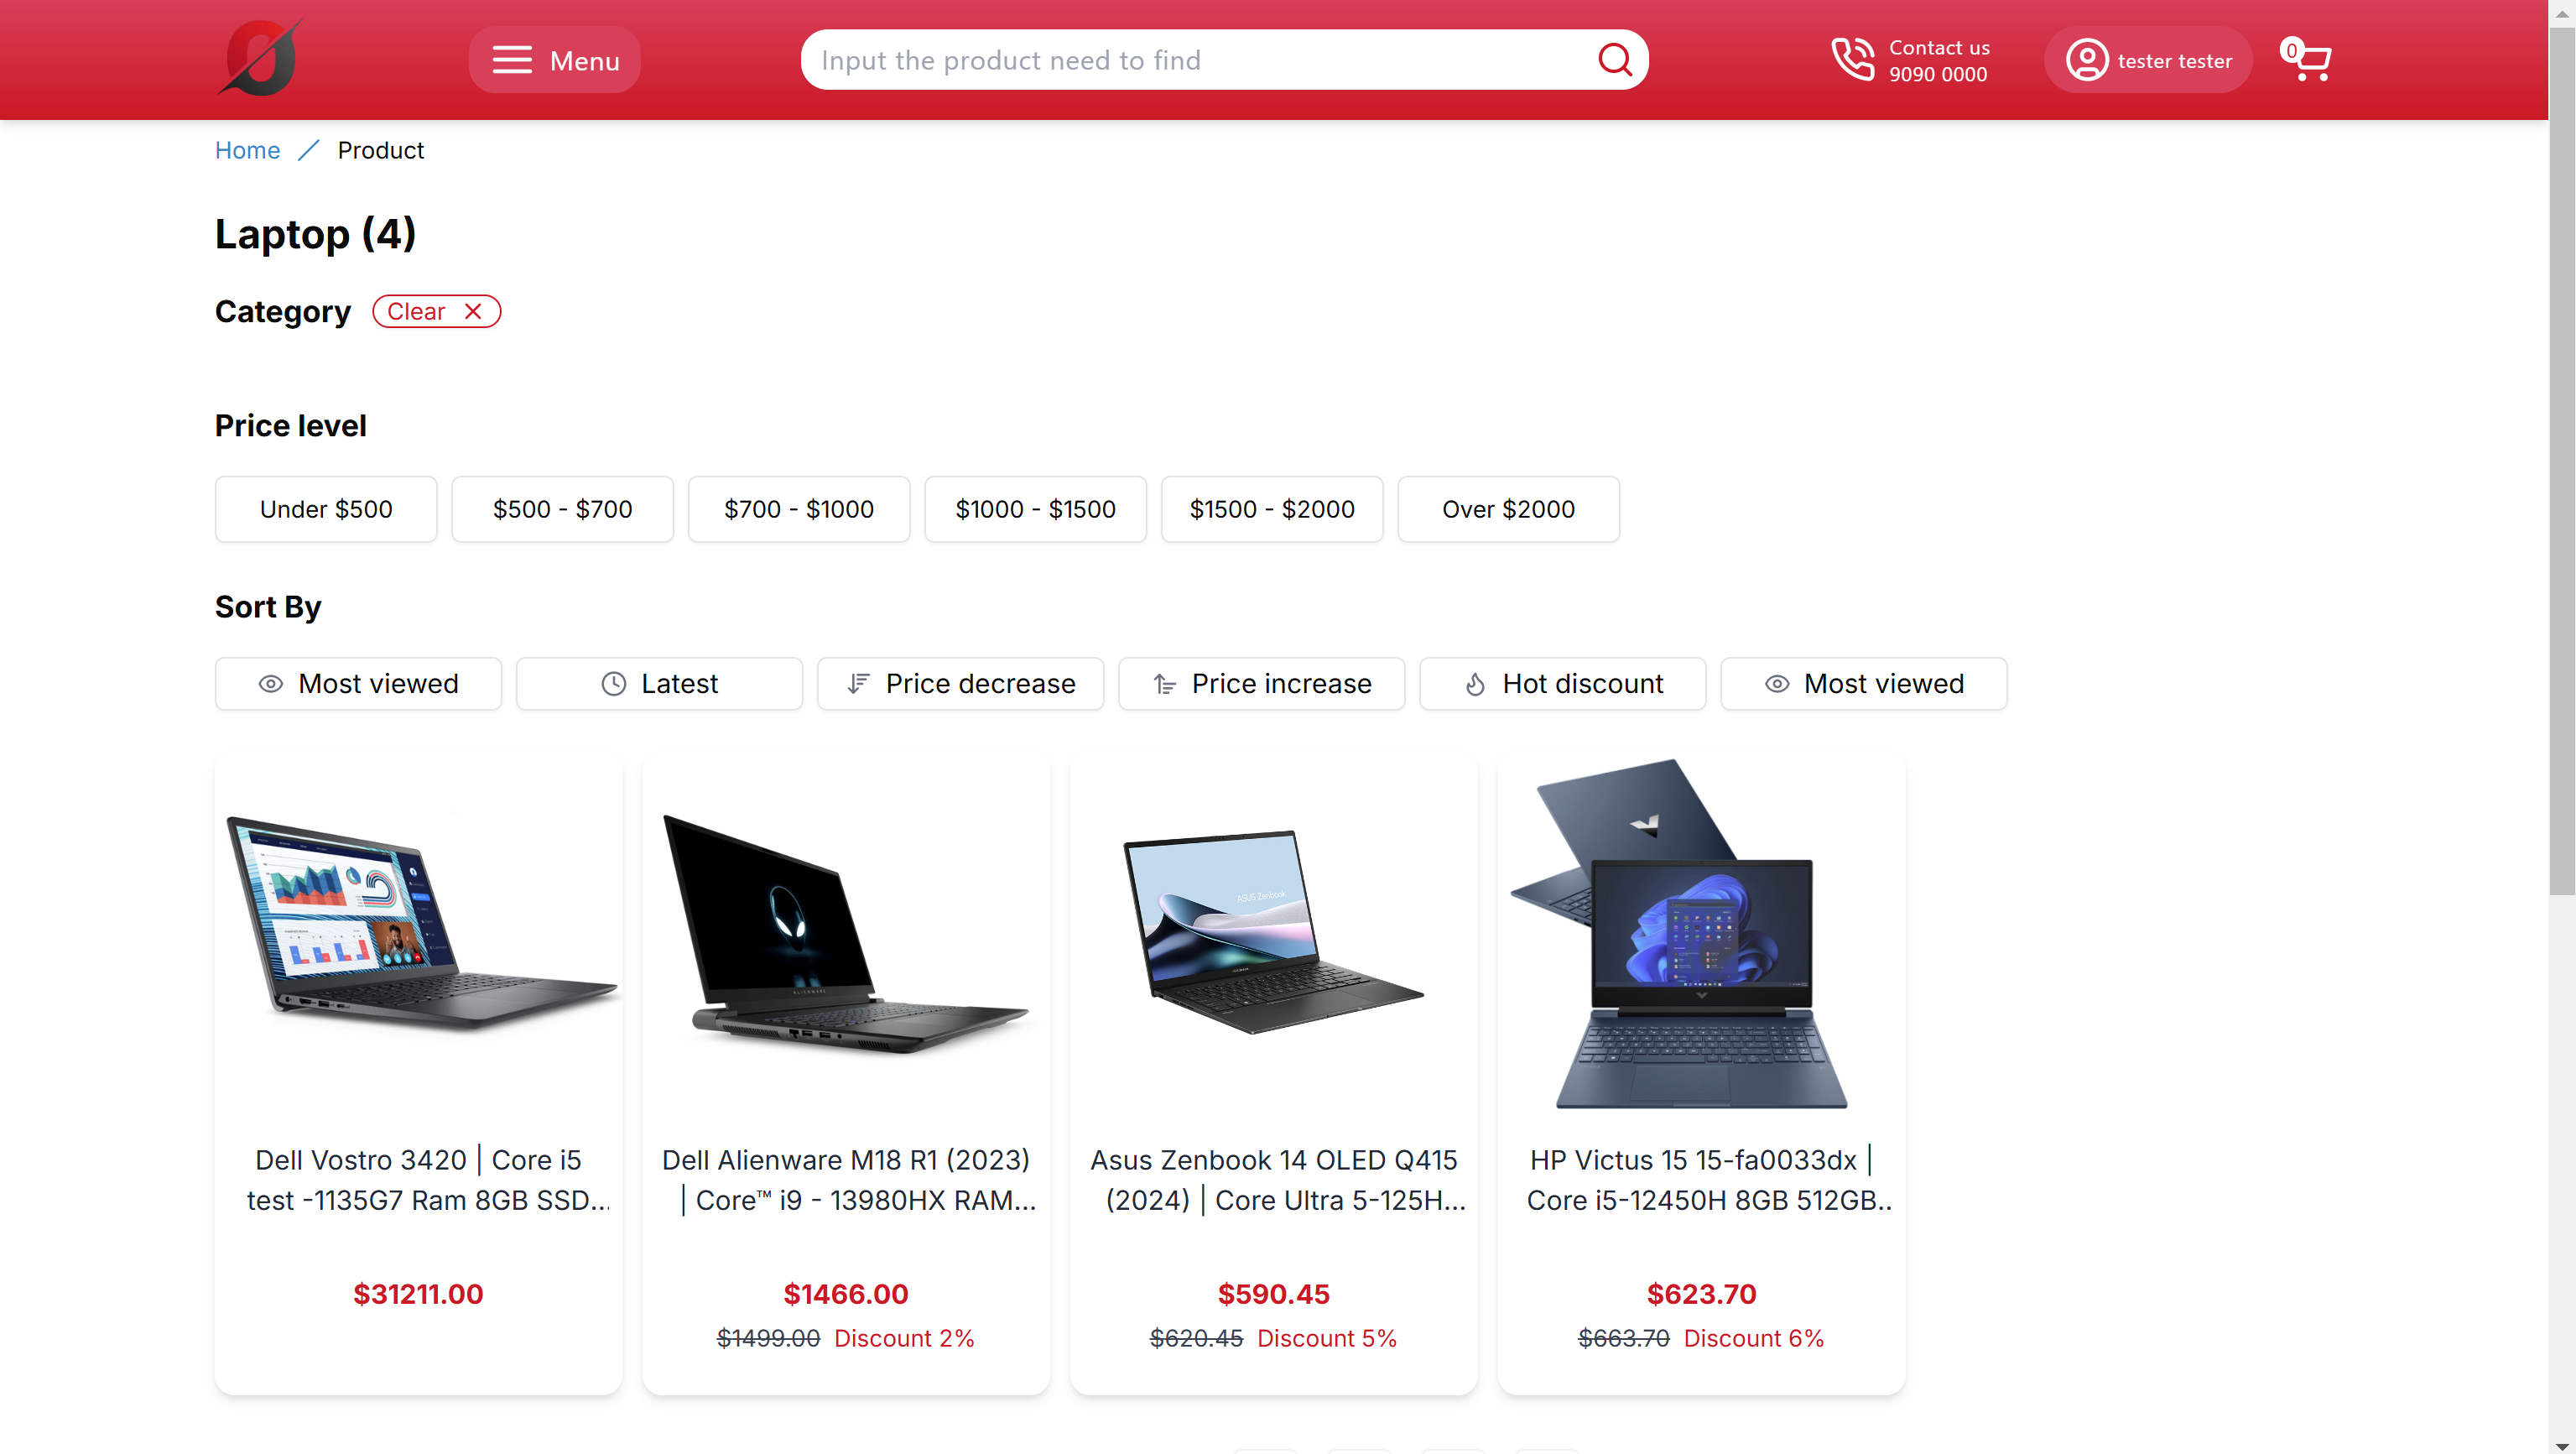 Menu
Input the product need to find
Contact us
9090 0000
tester tester
0
Home / Product
Laptop (4)
Category
Clear
Price level
Under $500
$500 - $700
$700 - $1000
$1000 - $1500
$1500 - $2000
Over $2000
Sort By
Most viewed
Latest
Price decrease
Price increase
Hot discount
Most viewed
ASUS Zenbook
ALIENWARE
Dell Vostro 3420 | Core i5
test -1135G7 Ram 8GB SSD...
$31211.00
Dell Alienware M18 R1 (2023)
| Core™ i9 - 13980HX RAM...
$1466.00
$1499.00 Discount 2%
Asus Zenbook 14 OLED Q415
(2024) | Core Ultra 5-125H...
$590.45
$620.45 Discount 5%
HP Victus 15 15-fa0033dx |
Core i5-12450H 8GB 512GB..
$623.70
$663.70 Discount 6%